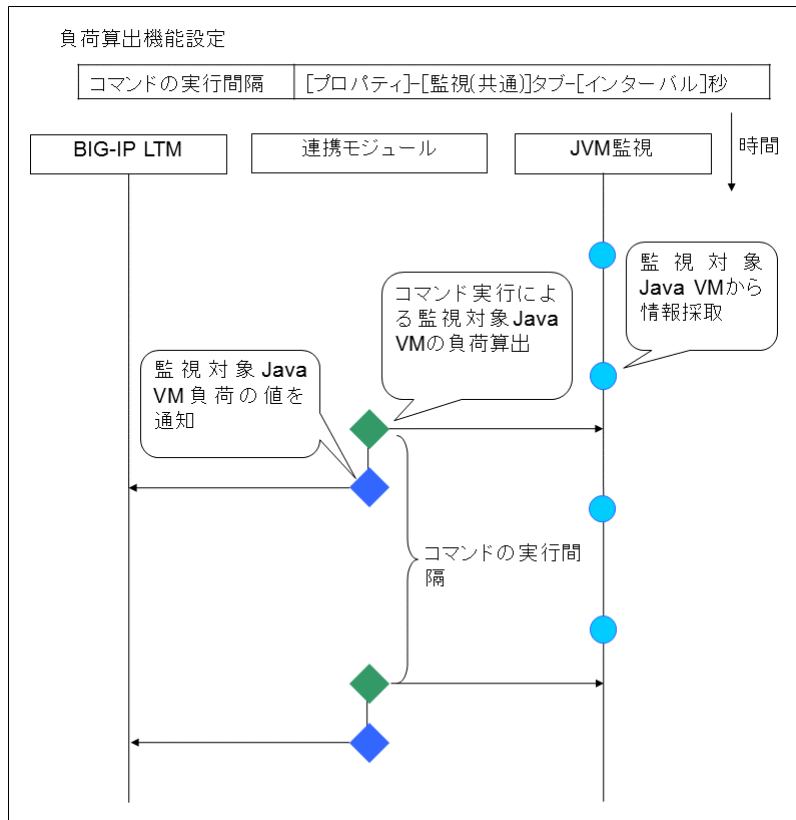 負荷算出機能設定
コマンドの実行間隔
[プロパティ]-[監視(共通)]タブ-[インターバル]秒
時間
BIG-IP LTM
連携モジュール
JVM監視
監視対象
Java VMから
情報採取
コマンド実行によ
る監視対象Java
VMの負荷算出
監視対象Java
VM負荷の値を
通知
コマンドの実行間
隔